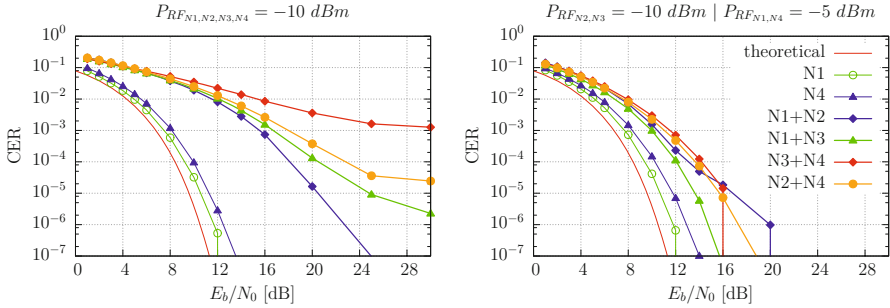 P_{RF_{N1,N2,N3,N4}} = −10 dBm
10^0
10^{-1}
10^{-2}
10^{-3}
10^{-4}
10^{-5}
10^{-6}
10^{-7}
CER
0 4 8 12 16 20 24 28
E_b/N_0 [dB]
P_{RF_{N2,N3}} = −10 dBm | P_{RF_{N1,N4}} = −5 dBm
10^0
10^{-1}
10^{-2}
10^{-3}
10^{-4}
10^{-5}
10^{-6}
10^{-7}
CER
theoretical
N1
N4
N1+N2
N1+N3
N3+N4
N2+N4
0 4 8 12 16 20 24 28
E_b/N_0 [dB]